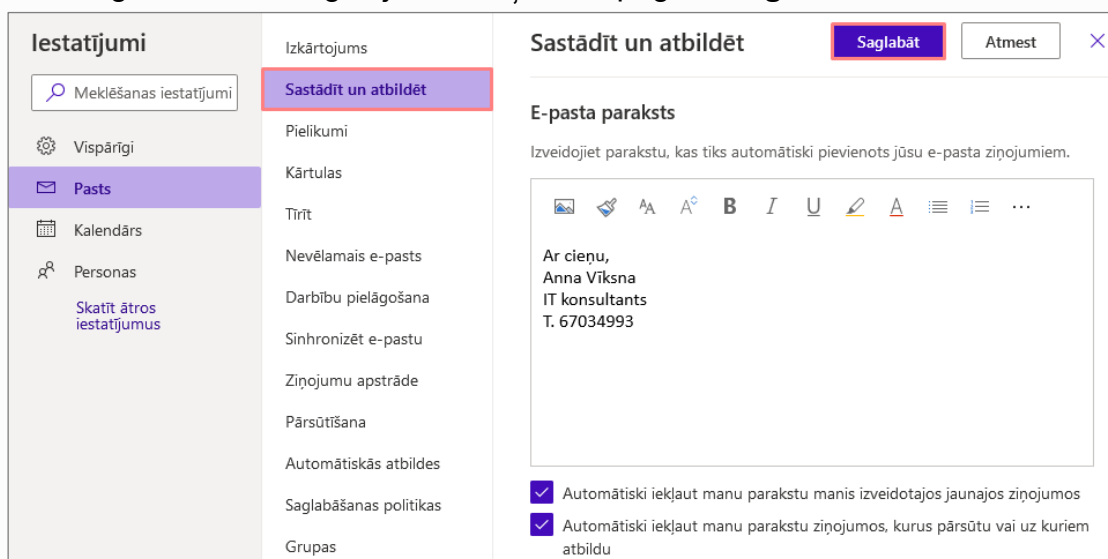 Iestatījumi
Meklēšanas iestatījumi
Vispārīgi
Pasts
Kalendārs
Personas
Skatīt ātros
iestatījumus
Izkārtojums
Sastādīt un atbildēt
Pielikumi
Kārtulas
Tīrīt
Nevēlamais e-pasts
Darbību pielāgošana
Sinhronizēt e-pastu
Ziņojumu apstrāde
Pārsūtīšana
Automātiskās atbildes
Saglabāšanas politikas
Grupas
Sastādīt un atbildēt
Saglabāt
Atmest
E-pasta paraksts
Izveidojiet parakstu, kas tiks automātiski pievienots jūsu e-pasta ziņojumiem.
Ar cieņu,
Anna Vīksna
IT konsultants
T. 67034993
Automātiski iekļaut manu parakstu manis izveidotajos jaunajos ziņojumos
Automātiski iekļaut manu parakstu ziņojumos, kurus pārsūtu vai uz kuriem
atbildu